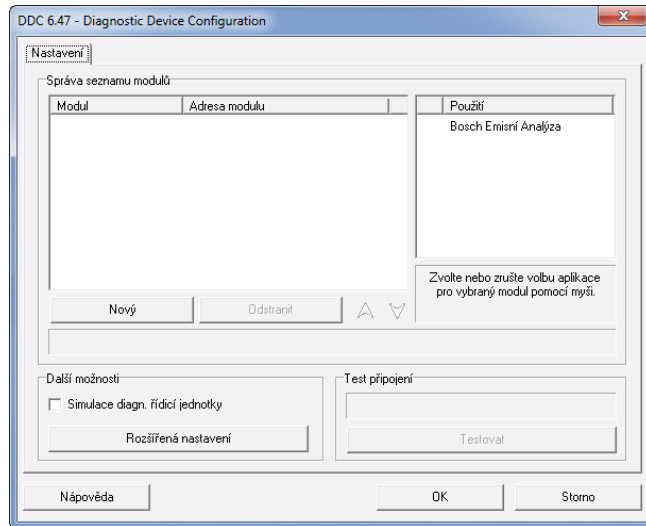 DDC 6.47 - Diagnostic Device Configuration
Nastavení
Správa seznamu modulů
Modul
Adresa modulu
Použití
Bosch Emisní Analýza
Zvolte nebo zrušte volbu aplikace
pro vybraný modul pomocí myši.
Nový
Odstranit
Další možnosti
Simulace diagn. řídicí jednotky
Rozšířená nastavení
Test připojení
Testovat
Nápověda
OK
Storno